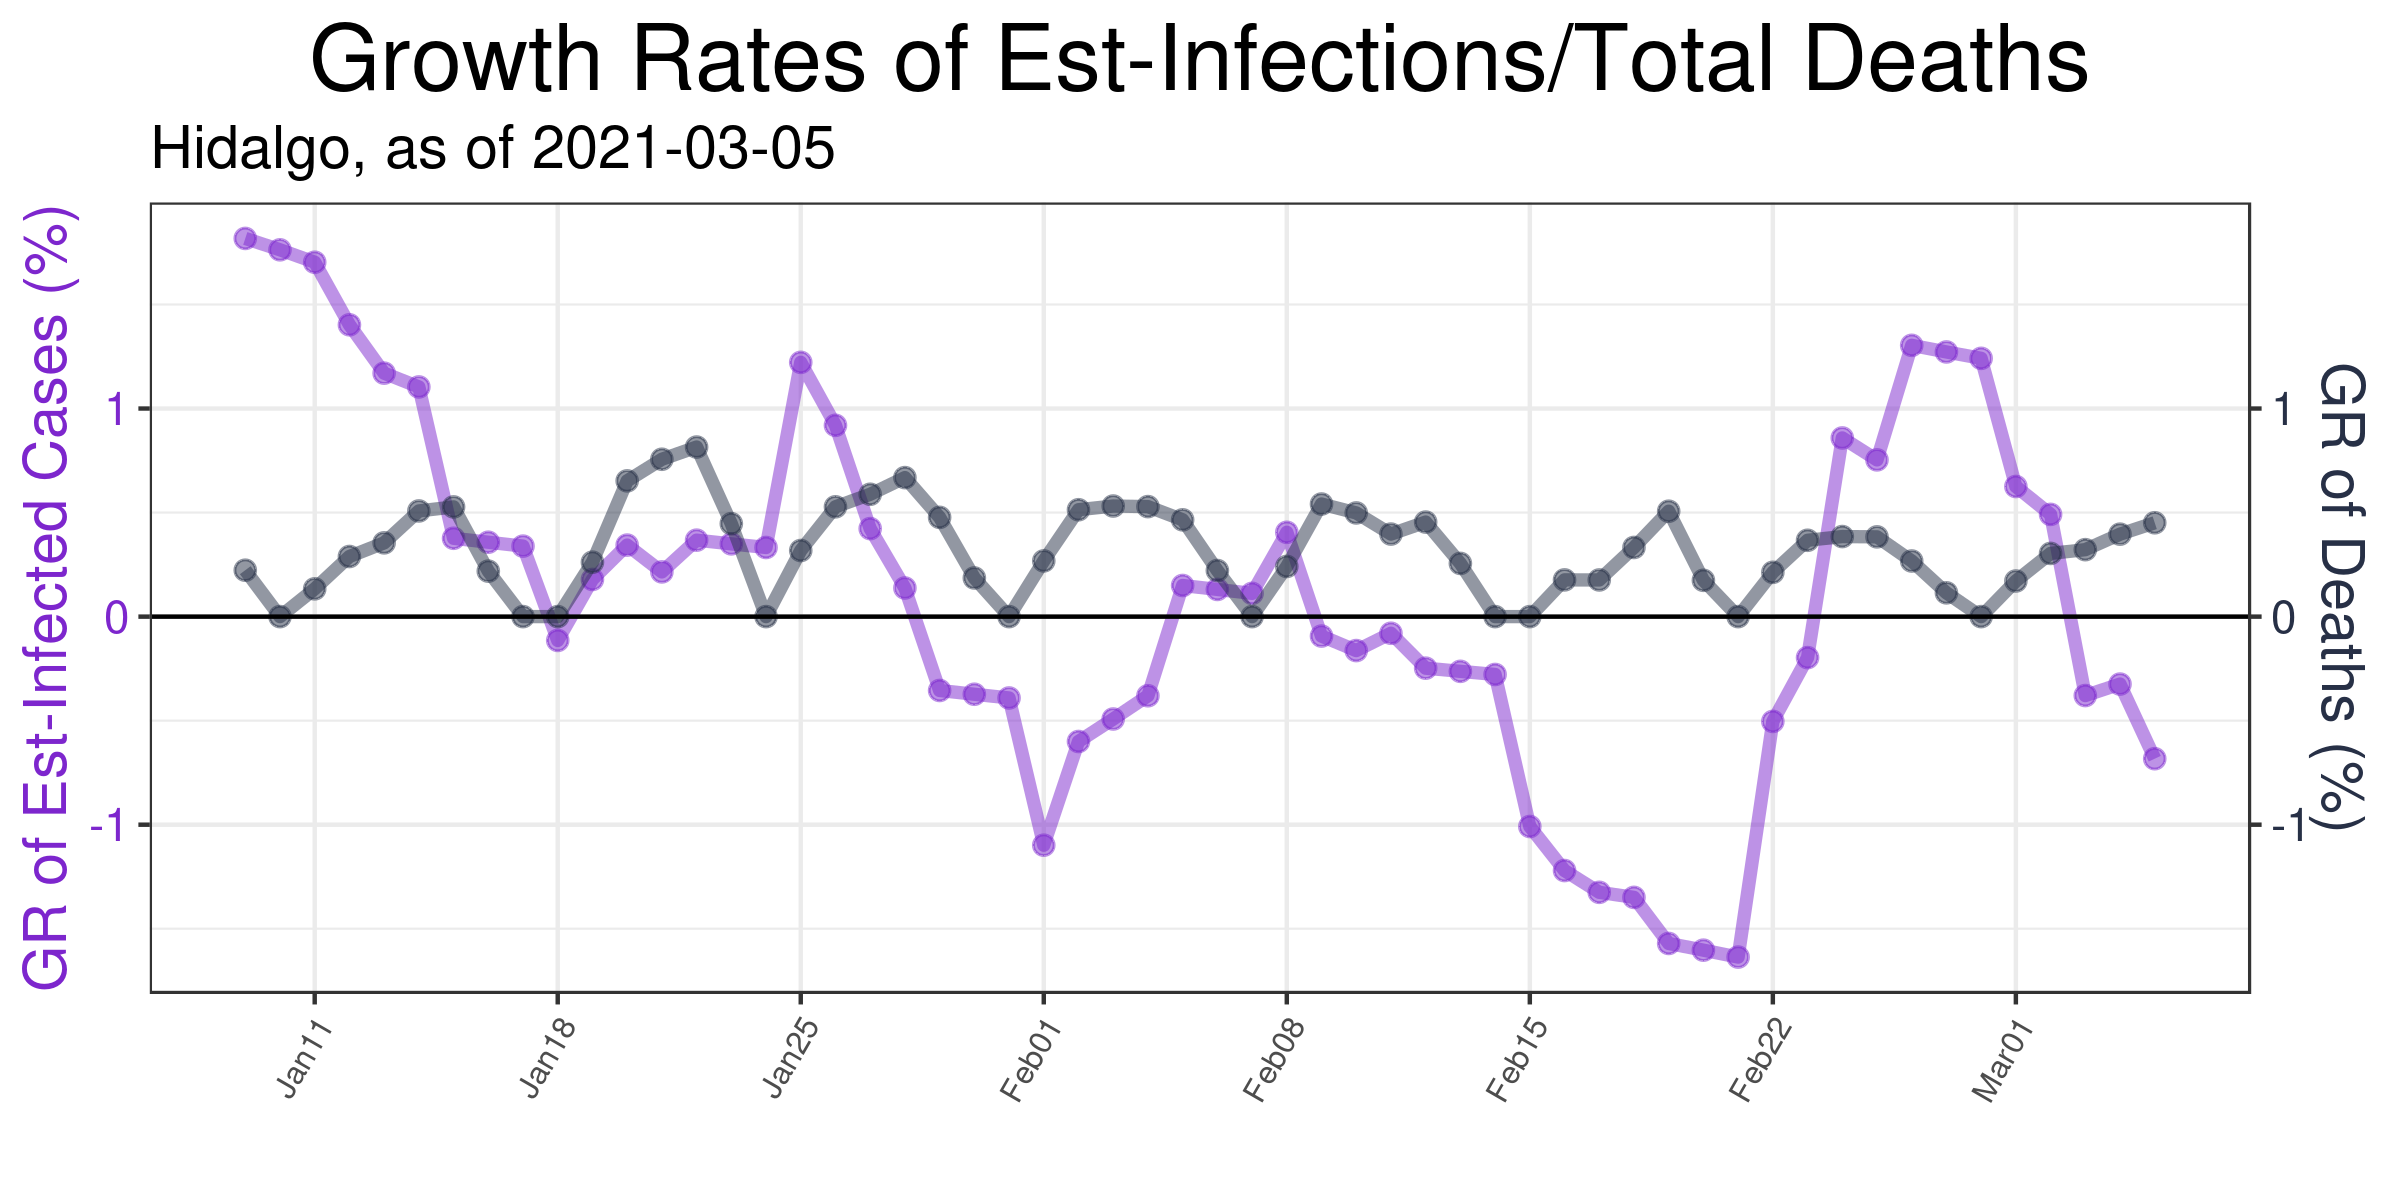 Growth Rates of Est-Infections/Total Deaths
Hidalgo, as of 2021-03-05
GR of Est-Infected Cases (%)
1
0
-1
1
0
-1
GR of Deaths (%)
Jan11
Jan18
Jan25
Feb01
Feb08
Feb15
Feb22
Mar01